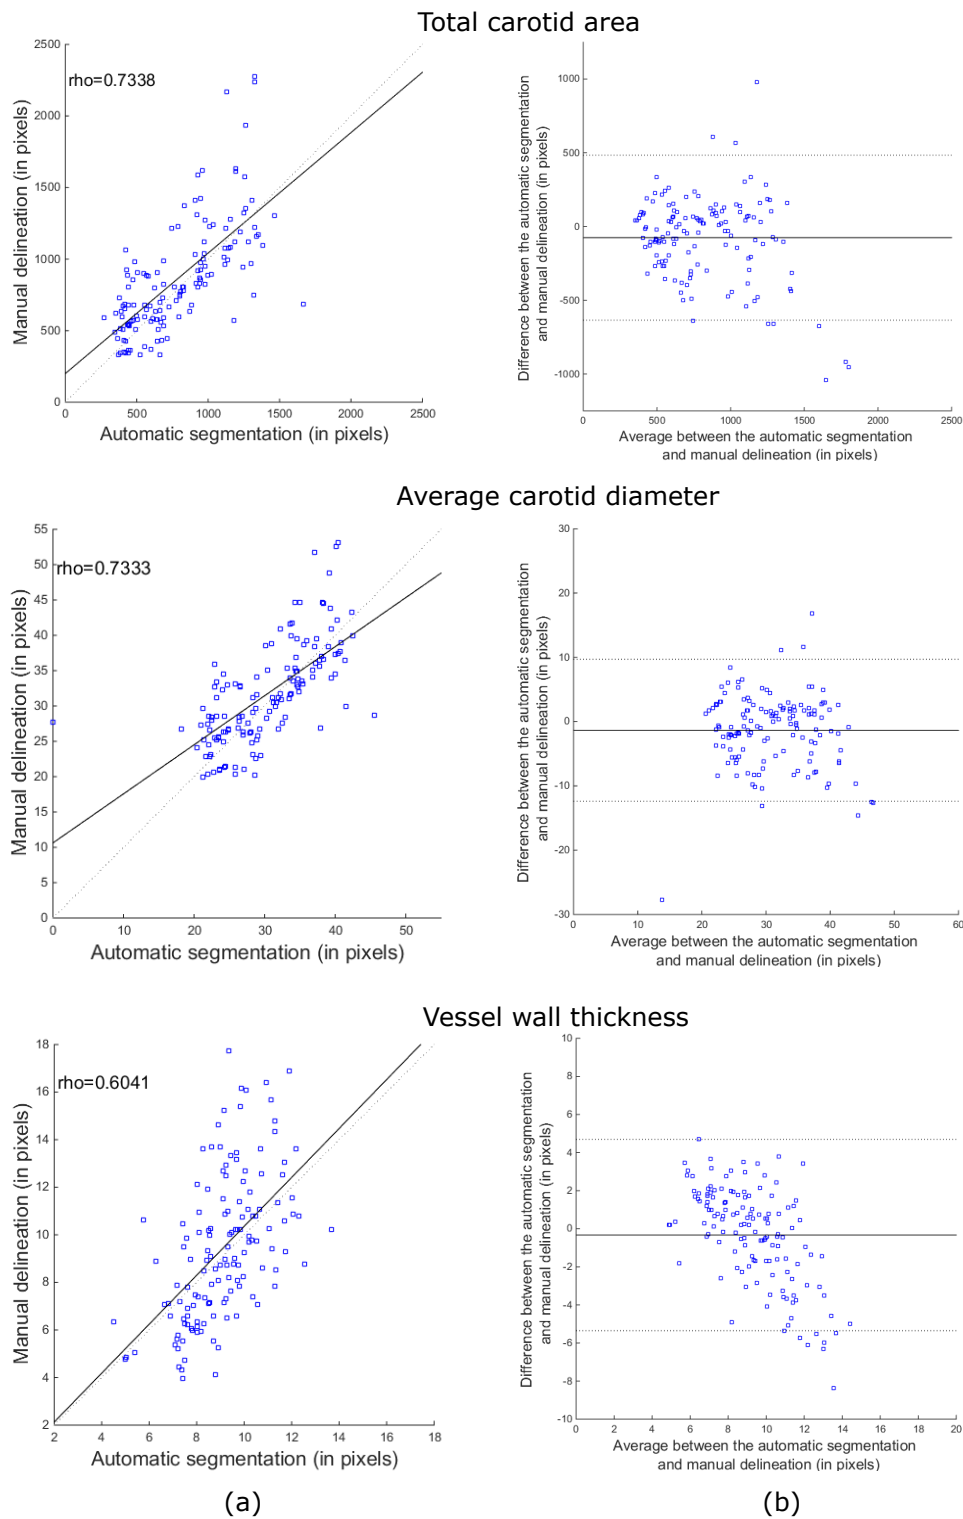 Total carotid area
rho=0.7338
Manual delineation (in pixels)
2500
2000
1500
1000
500
0
0 500 1000 1500 2000 2500
Automatic segmentation (in pixels)
Difference between the automatic segmentation
and manual delineation (in pixels)
1000
500
0
-500
-1000
500 1000 1500 2000 2500
Average between the automatic segmentation
and manual delineation (in pixels)
Average carotid diameter
rho=0.7333
Manual delineation (in pixels)
55
50
45
40
35
30
25
20
15
10
5
0
0 10 20 30 40 50
Automatic segmentation (in pixels)
Difference between the automatic segmentation
and manual delineation (in pixels)
30
20
10
0
-10
-20
-30
0 10 20 30 40 50 60
Average between the automatic segmentation
and manual delineation (in pixels)
Vessel wall thickness
rho=0.6041
Manual delineation (in pixels)
18
16
14
12
10
8
6
4
2
2 4 6 8 10 12 14 16 18
Automatic segmentation (in pixels)
Difference between the automatic segmentation
and manual delineation (in pixels)
10
8
6
4
2
0
-2
-4
-6
-8
-10
0 2 4 6 8 10 12 14 16 18 20
Average between the automatic segmentation
and manual delineation (in pixels)
(a)
(b)